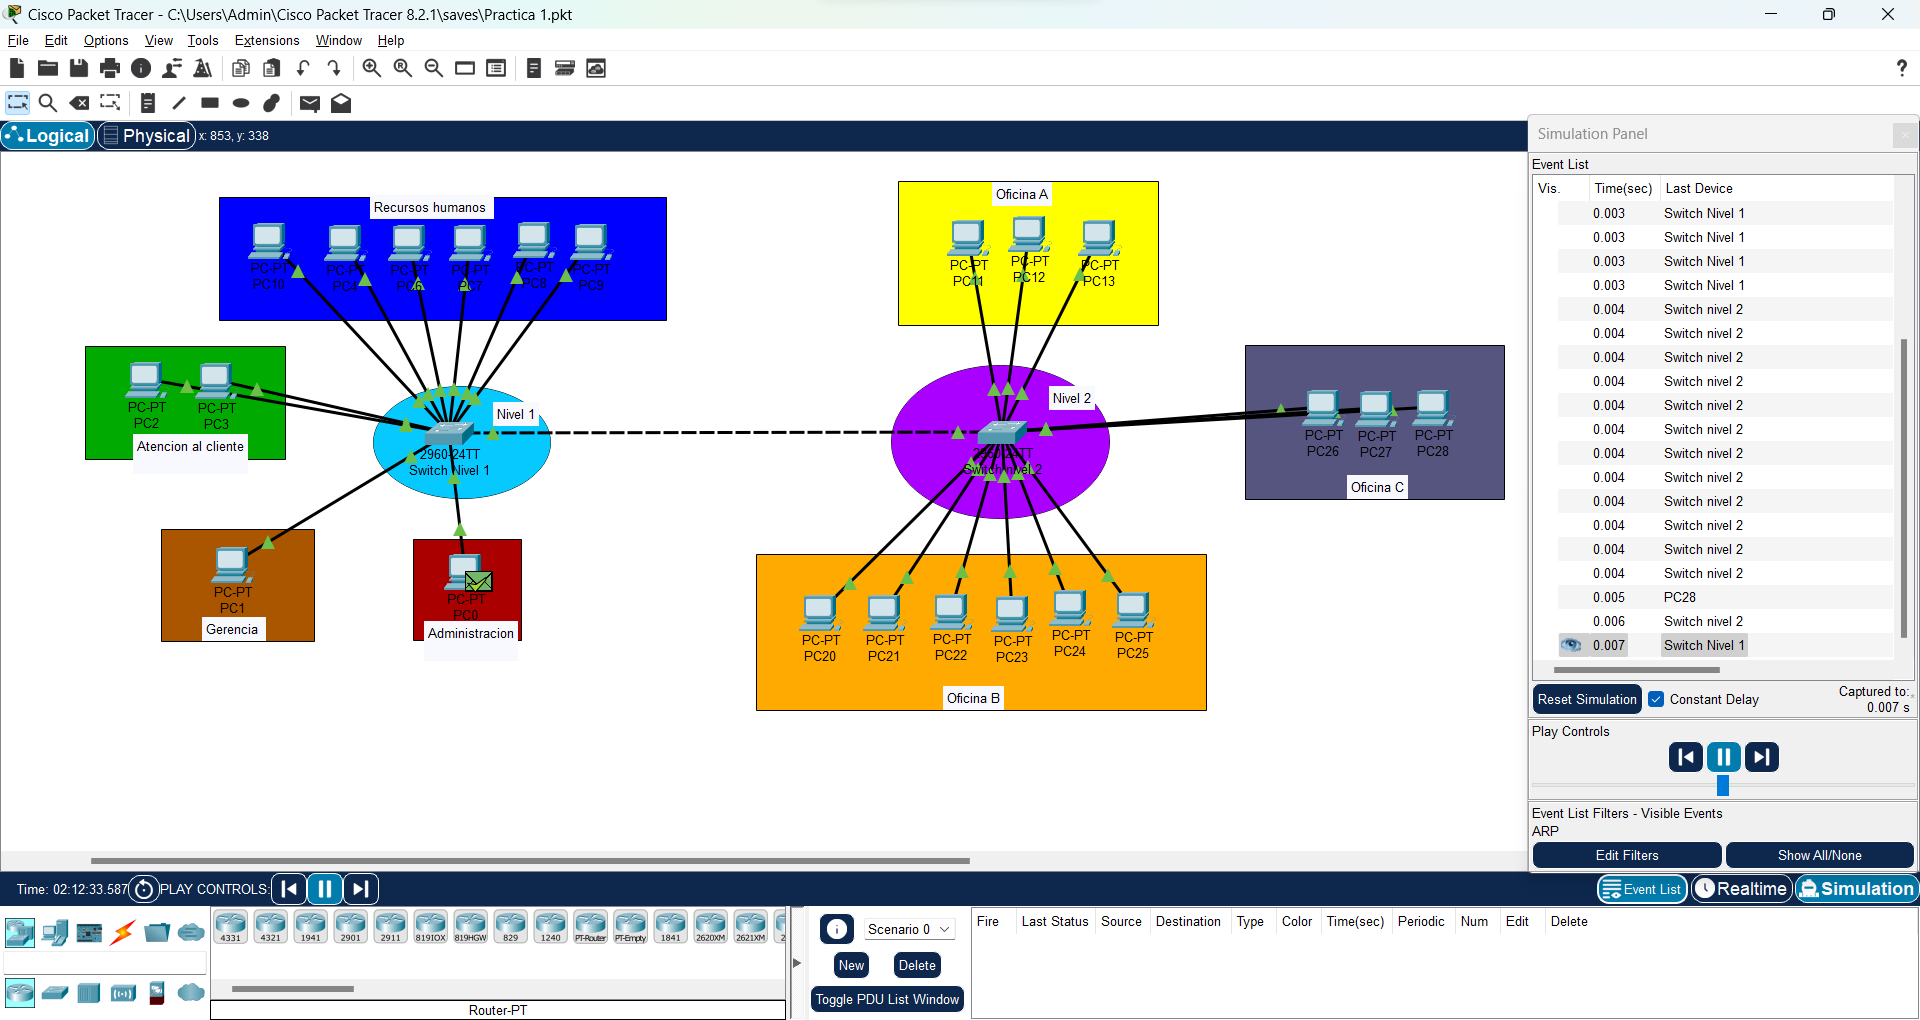 Cisco Packet Tracer - C:\Users\Admin\Cisco Packet Tracer 8.2.1\saves\Practica 1.pkt
File Edit Options View Tools Extensions Window Help
Logical Physical x: 853, y: 338
Recursos humanos
PC-PT PC-PT PC-PT PC-PT PC-PT PC-PT
PC10 PC4 PC6 PC7 PC8 PC9
Oficina A
PC-PT PC-PT PC-PT
PC11 PC12 PC13
PC-PT PC-PT
PC2 PC3
Atencion al cliente
Nivel 1
2960-24TT
Switch Nivel 1
Nivel 2
2960-24TT
Switch nivel 2
PC-PT PC-PT PC-PT
PC26 PC27 PC28
Oficina C
PC-PT
PC1
Gerencia
PC-PT
PC0
Administracion
PC-PT PC-PT PC-PT PC-PT PC-PT PC-PT
PC20 PC21 PC22 PC23 PC24 PC25
Oficina B
Simulation Panel
Event List
Vis. Time(sec) Last Device
0.003 Switch Nivel 1
0.003 Switch Nivel 1
0.003 Switch Nivel 1
0.003 Switch Nivel 1
0.004 Switch nivel 2
0.004 Switch nivel 2
0.004 Switch nivel 2
0.004 Switch nivel 2
0.004 Switch nivel 2
0.004 Switch nivel 2
0.004 Switch nivel 2
0.004 Switch nivel 2
0.004 Switch nivel 2
0.004 Switch nivel 2
0.004 Switch nivel 2
0.004 Switch nivel 2
0.005 PC28
0.006 Switch nivel 2
0.007 Switch Nivel 1
Reset Simulation Constant Delay Captured to:
0.007 s
Play Controls
Event List Filters - Visible Events
ARP
Edit Filters Show All/None
Time: 02:12:33.587 PLAY CONTROLS: Event List Realtime Simulation
4331 4321 1941 2901 2911 819IOX 819HGW 829 1240 PT-Router PT-Empty 1841 2620XM 2621XM 2
Router-PT
Scenario 0
New Delete
Toggle PDU List Window
Fire Last Status Source Destination Type Color Time(sec) Periodic Num Edit Delete